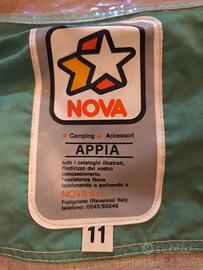 NOVA
Camping Accessori
APPIA
tutti i cataloghi illustrati,
l'indirizzo del vostro
concessionario,
l'assistenza Nova
telefonando o scrivendo a
NOVA s.r.l.
Fusignano (Ravenna) Italy
telefono: 0545/50248
11
SUBITO